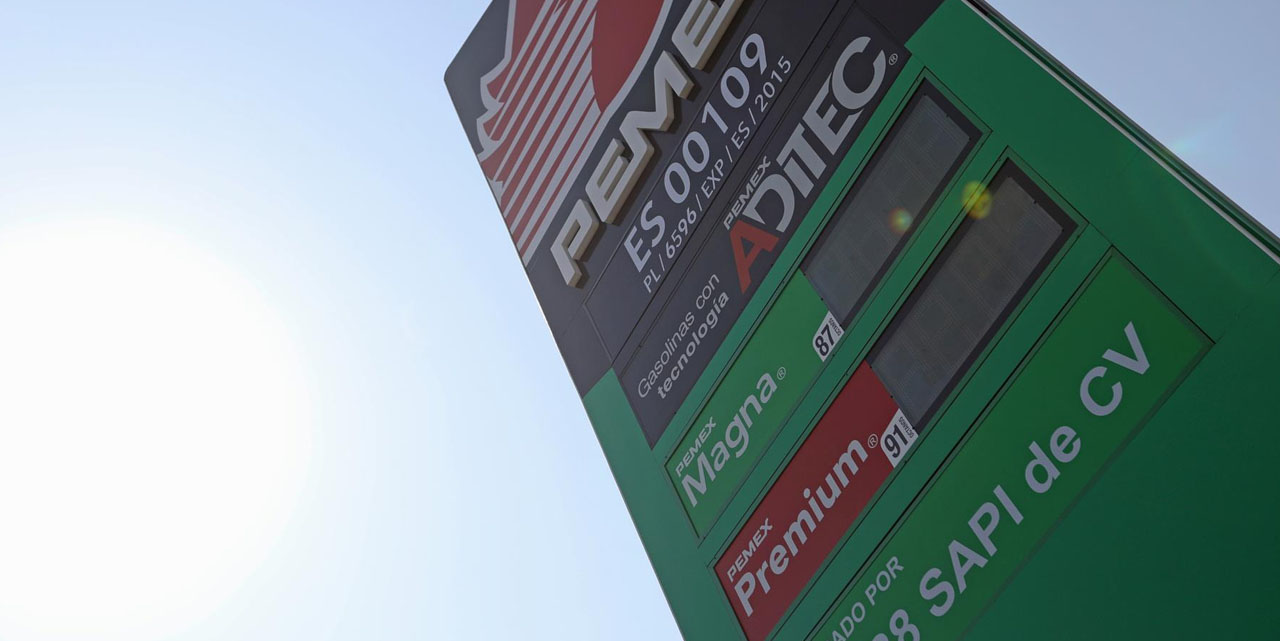 PEMEX
ES 00109
PL / 6596 / EXP / ES / 2015
Gasolinas con
tecnología
PEMEX
ADiTEC®
PEMEX
Magna®
87
PEMEX
Premium®
91
ADO POR
38 SAPI de CV